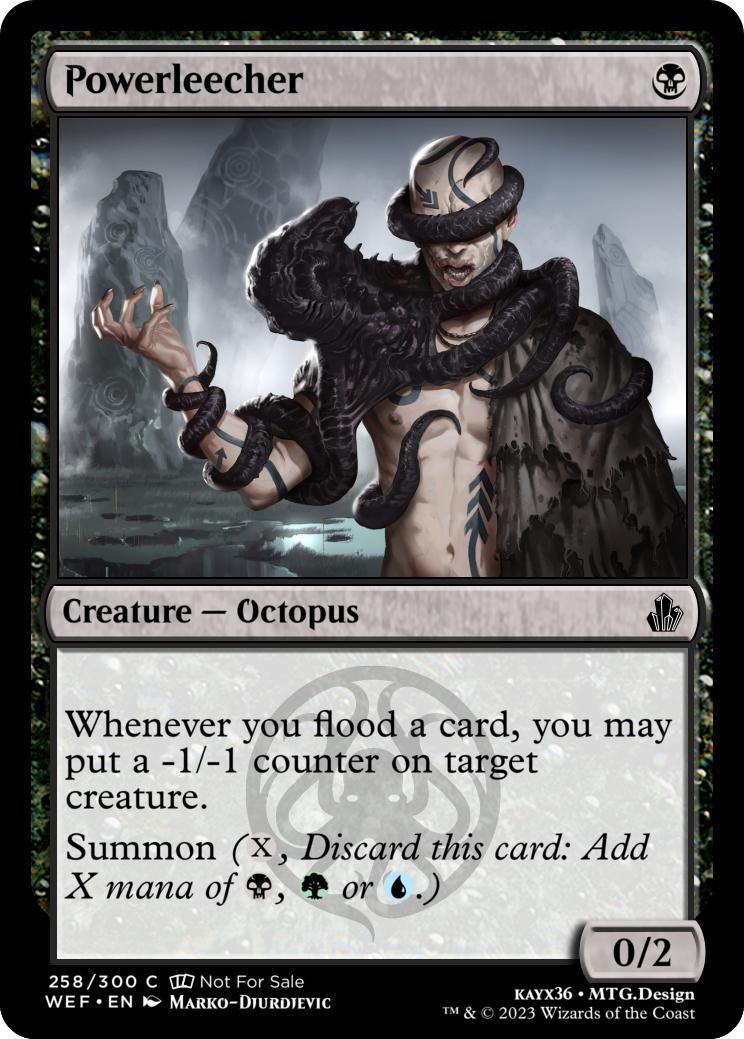 Powerleecher
Creature — Octopus
Whenever you flood a card, you may
put a -1/-1 counter on target
creature.
Summon (X, Discard this card: Add
X mana of , or .)
0/2
258/300 C Not For Sale
WEF • EN Marko-Djurdjevic
kayx36 • MTG.Design
™ & © 2023 Wizards of the Coast